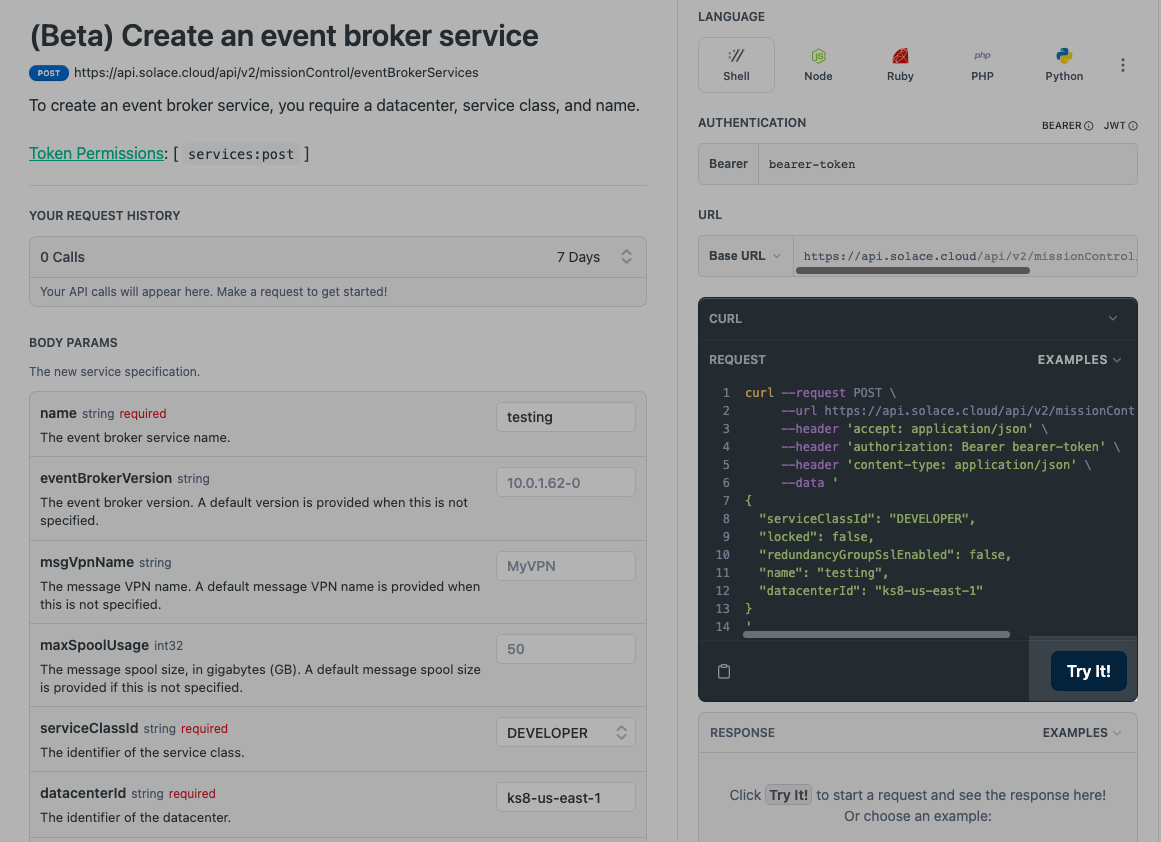 (Beta) Create an event broker service
POST https://api.solace.cloud/api/v2/missionControl/eventBrokerServices
To create an event broker service, you require a datacenter, service class, and name.
Token Permissions: [ services:post ]
YOUR REQUEST HISTORY
0 Calls 7 Days
Your API calls will appear here. Make a request to get started!
BODY PARAMS
The new service specification.
name string required testing
The event broker service name.
eventBrokerVersion string 10.0.1.62-0
The event broker version. A default version is provided when this is not
specified.
msgVpnName string MyVPN
The message VPN name. A default message VPN name is provided when
this is not specified.
maxSpoolUsage int32 50
The message spool size, in gigabytes (GB). A default message spool size
is provided if this is not specified.
serviceClassId string required DEVELOPER
The identifier of the service class.
datacenterId string required ks8-us-east-1
The identifier of the datacenter.
LANGUAGE
Shell Node Ruby php PHP Python
AUTHENTICATION BEARER JWT
Bearer bearer-token
URL
Base URL https://api.solace.cloud/api/v2/missionControl/
CURL
REQUEST EXAMPLES
1 curl --request POST \
2 --url https://api.solace.cloud/api/v2/missionCont
3 --header 'accept: application/json' \
4 --header 'authorization: Bearer bearer-token' \
5 --header 'content-type: application/json' \
6 --data '
7 {
8 "serviceClassId": "DEVELOPER",
9 "locked": false,
10 "redundancyGroupSslEnabled": false,
11 "name": "testing",
12 "datacenterId": "ks8-us-east-1"
13 }
14 '
Try It!
RESPONSE EXAMPLES
Click Try It! to start a request and see the response here!
Or choose an example: